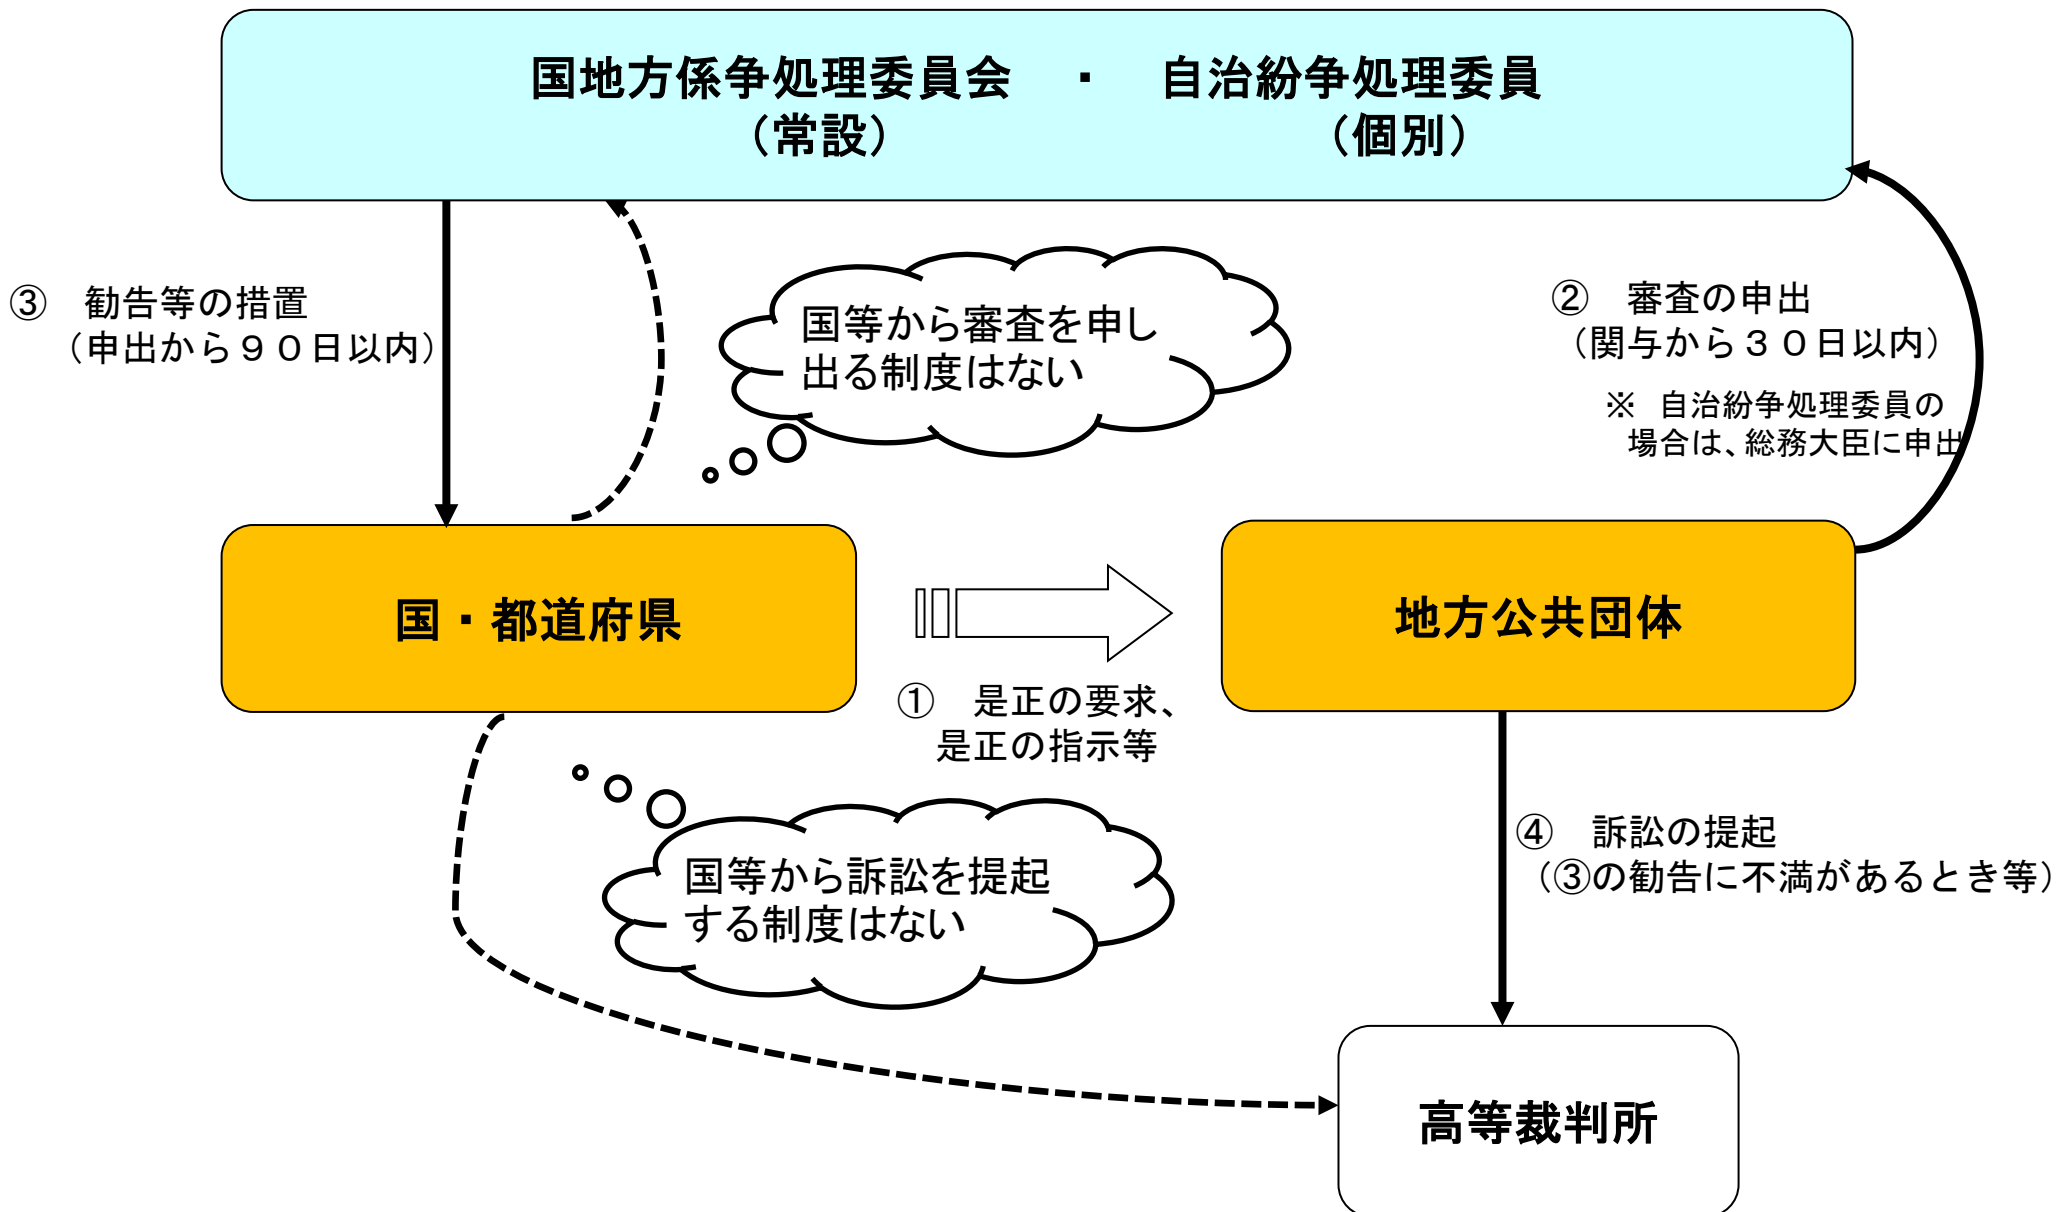 国地方係争処理委員会　・　自治紛争処理委員
（常設）　（個別）
③　勧告等の措置
（申出から９０日以内）
国等から審査を申し
出る制度はない
②　審査の申出
（関与から３０日以内）
※　自治紛争処理委員の
場合は、総務大臣に申出
国・都道府県
地方公共団体
①　是正の要求、
是正の指示等
国等から訴訟を提起
する制度はない
④　訴訟の提起
（③の勧告に不満があるとき等）
高等裁判所